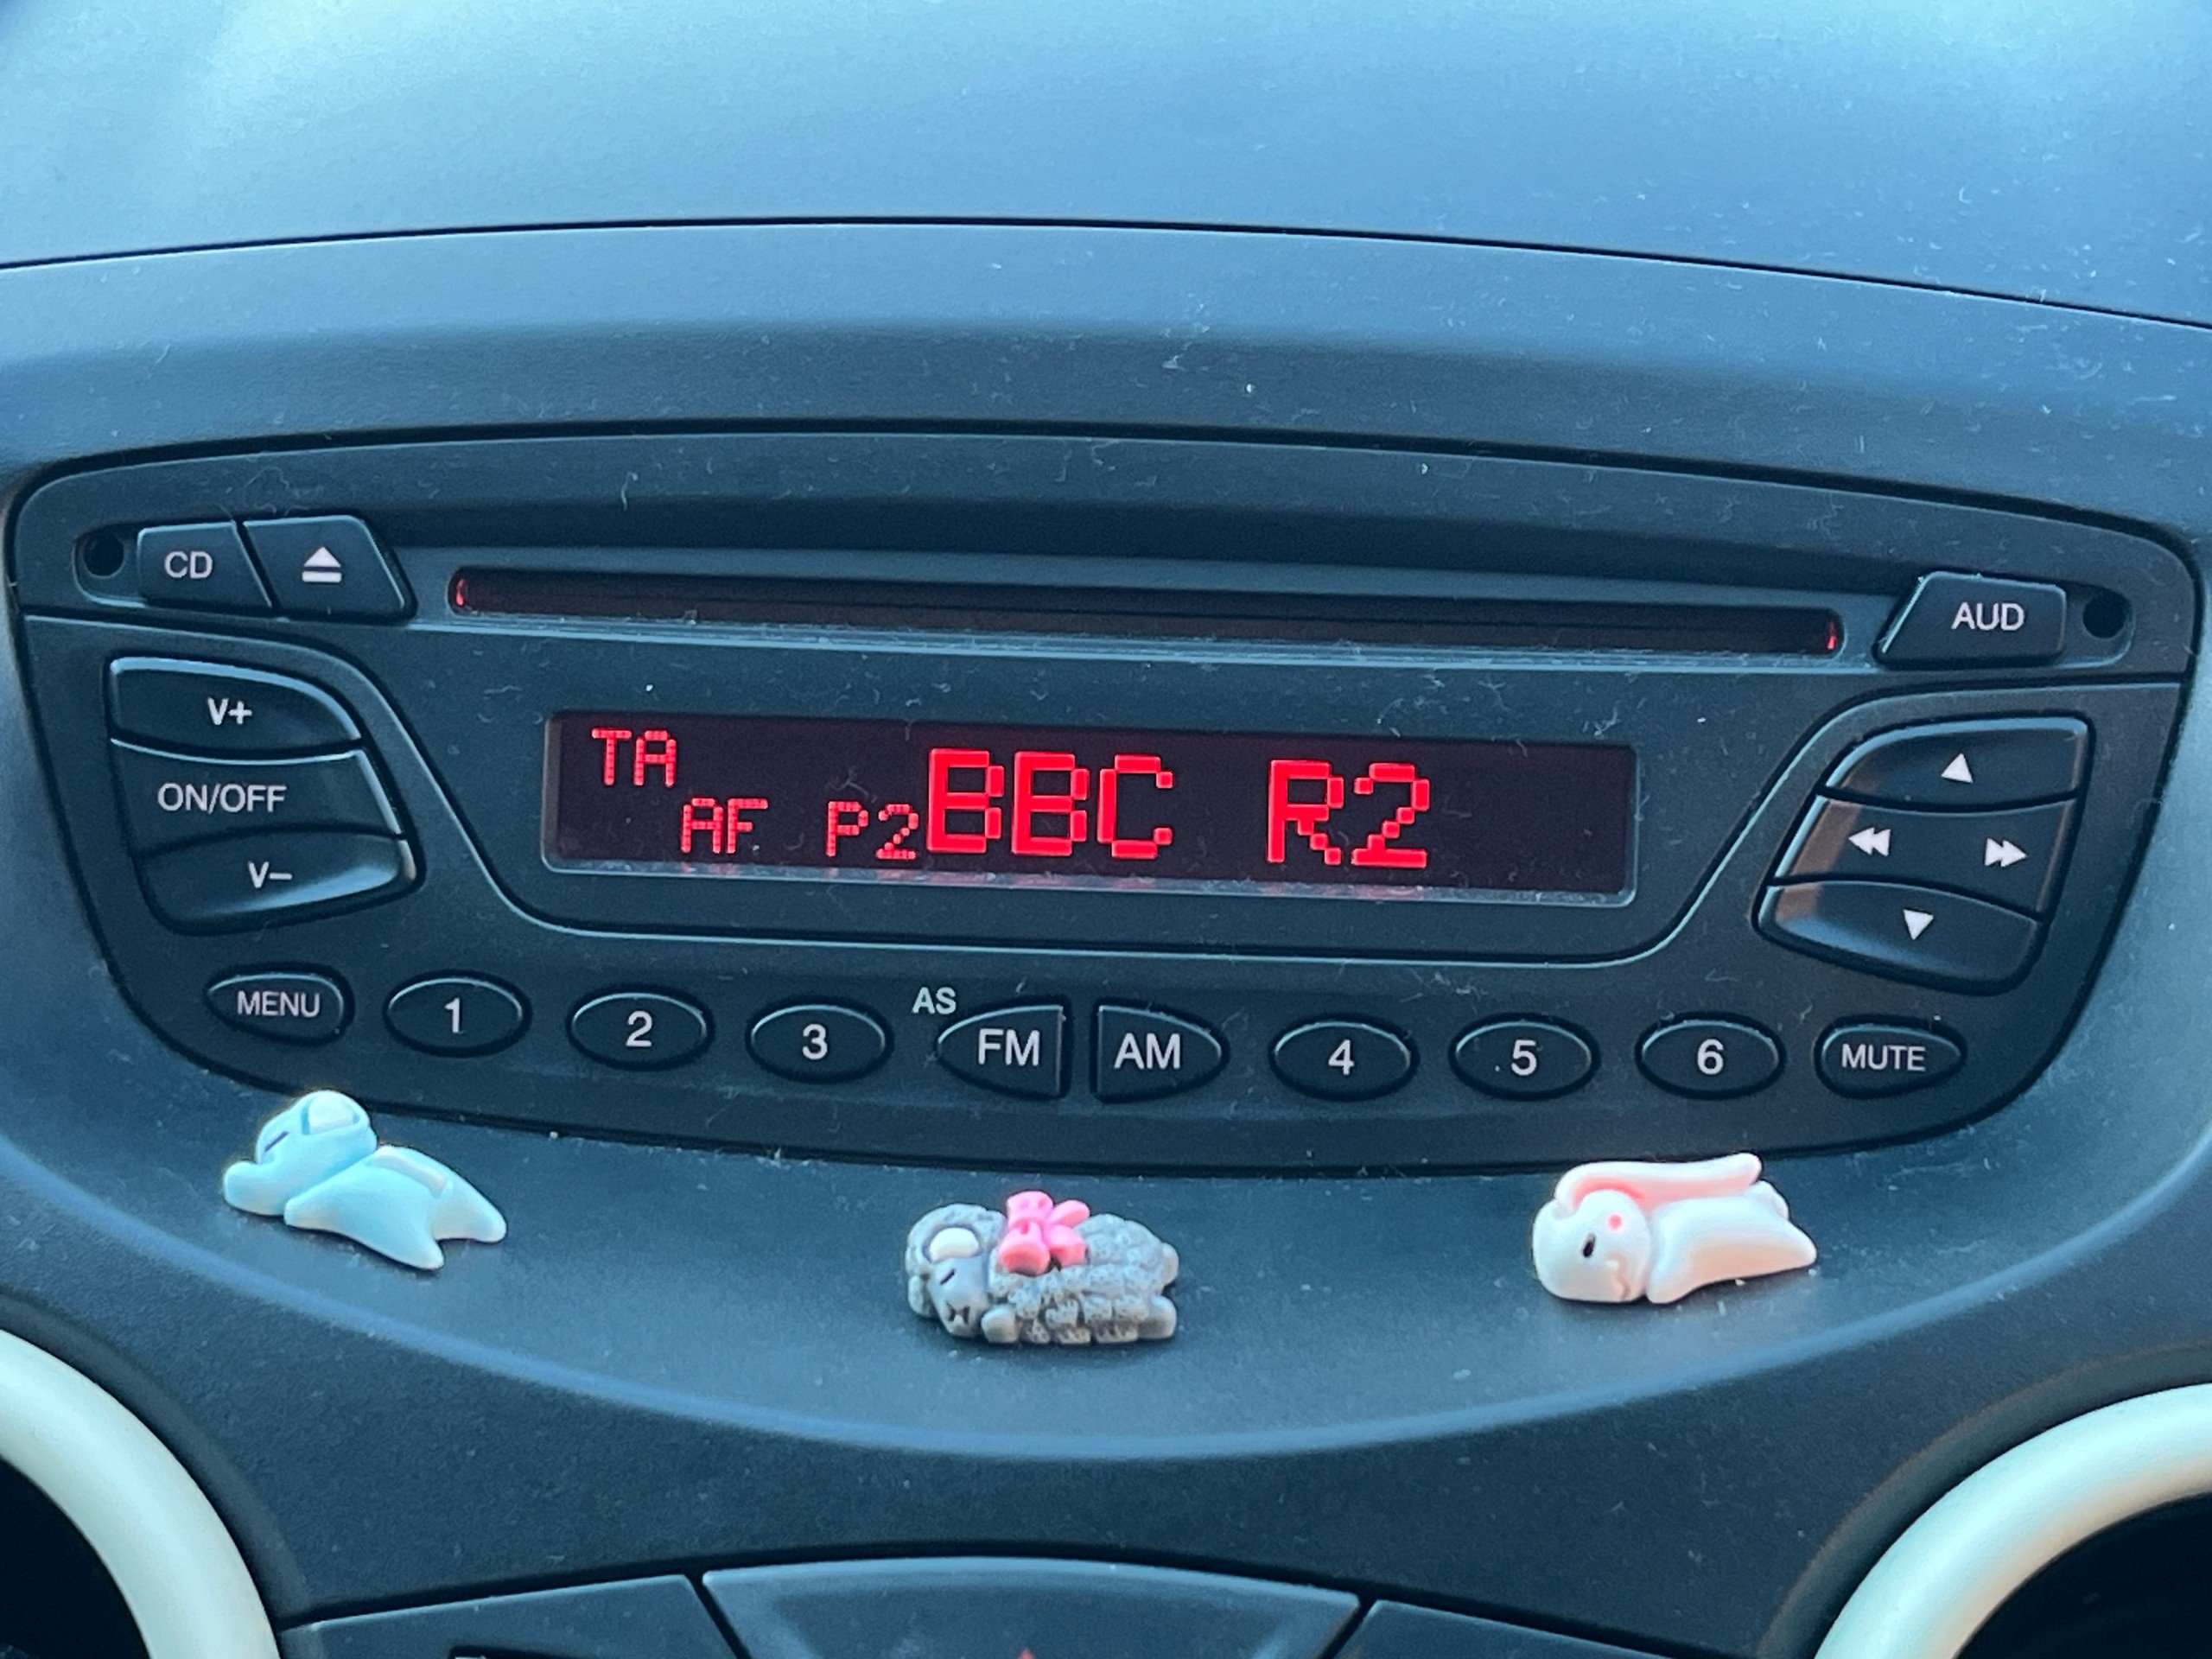 CD
AUD
V+
ON/OFF
V–
TA
AF P2 BBC R2
MENU 1 2 3 AS FM AM 4 5 6 MUTE